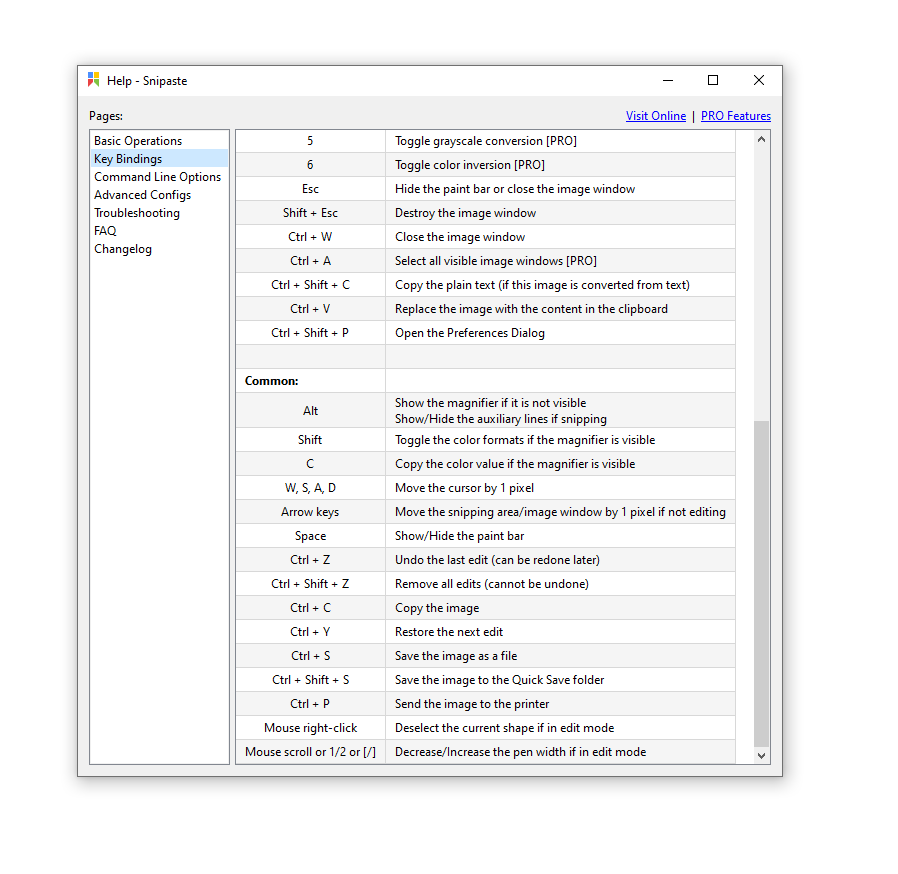 Help - Snipaste
Pages:
Visit Online | PRO Features
Basic Operations
Key Bindings
Command Line Options
Advanced Configs
Troubleshooting
FAQ
Changelog
5 Toggle grayscale conversion [PRO]
6 Toggle color inversion [PRO]
Esc Hide the paint bar or close the image window
Shift + Esc Destroy the image window
Ctrl + W Close the image window
Ctrl + A Select all visible image windows [PRO]
Ctrl + Shift + C Copy the plain text (if this image is converted from text)
Ctrl + V Replace the image with the content in the clipboard
Ctrl + Shift + P Open the Preferences Dialog
Common:
Alt Show the magnifier if it is not visible
Show/Hide the auxiliary lines if snipping
Shift Toggle the color formats if the magnifier is visible
C Copy the color value if the magnifier is visible
W, S, A, D Move the cursor by 1 pixel
Arrow keys Move the snipping area/image window by 1 pixel if not editing
Space Show/Hide the paint bar
Ctrl + Z Undo the last edit (can be redone later)
Ctrl + Shift + Z Remove all edits (cannot be undone)
Ctrl + C Copy the image
Ctrl + Y Restore the next edit
Ctrl + S Save the image as a file
Ctrl + Shift + S Save the image to the Quick Save folder
Ctrl + P Send the image to the printer
Mouse right-click Deselect the current shape if in edit mode
Mouse scroll or 1/2 or [/] Decrease/Increase the pen width if in edit mode